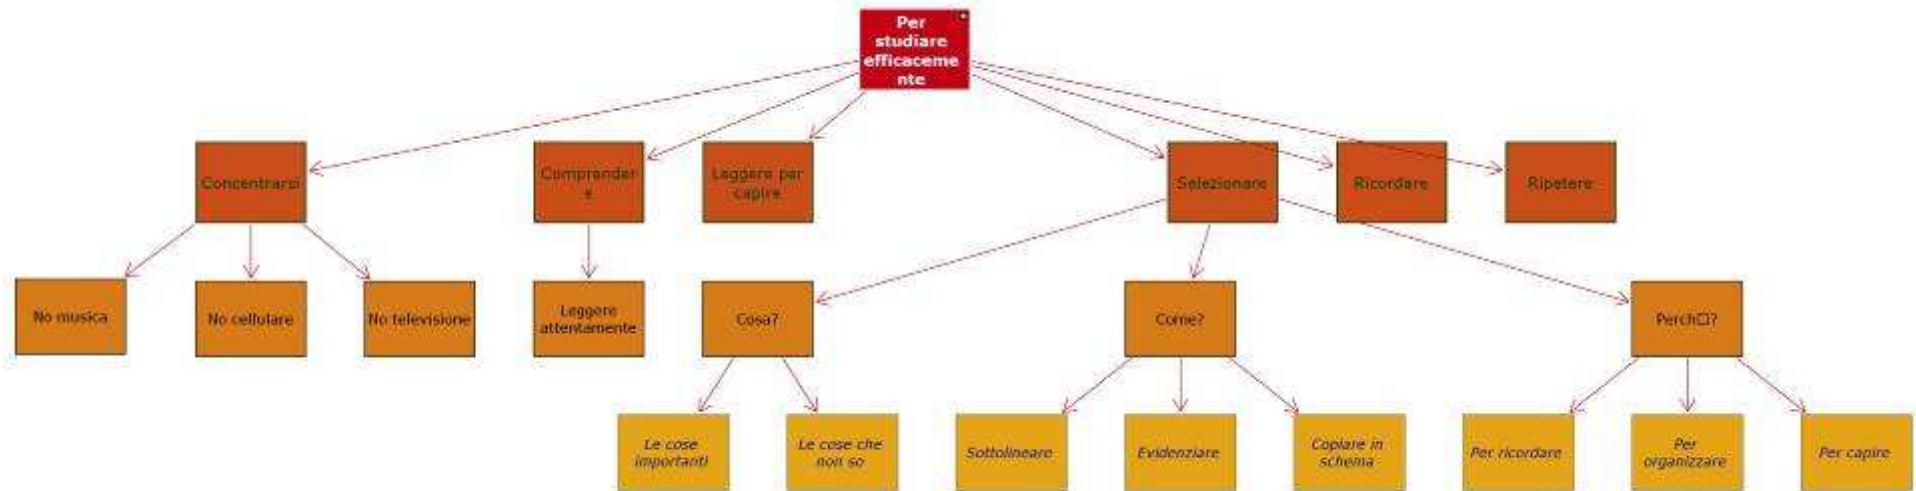 Per
studiare
efficaceme
nte
Concentrarsi
Comprender
e
Leggere per
capire
Selezionare
Ricordare
Ripetere
No musica
No cellulare
No televisione
Leggere
attentamente
Cosa?
Come?
Perch□?
Le cose
importanti
Le cose che
non so
Sottolineare
Evidenziare
Copiare in
schema
Per ricordare
Per
organizzare
Per capire